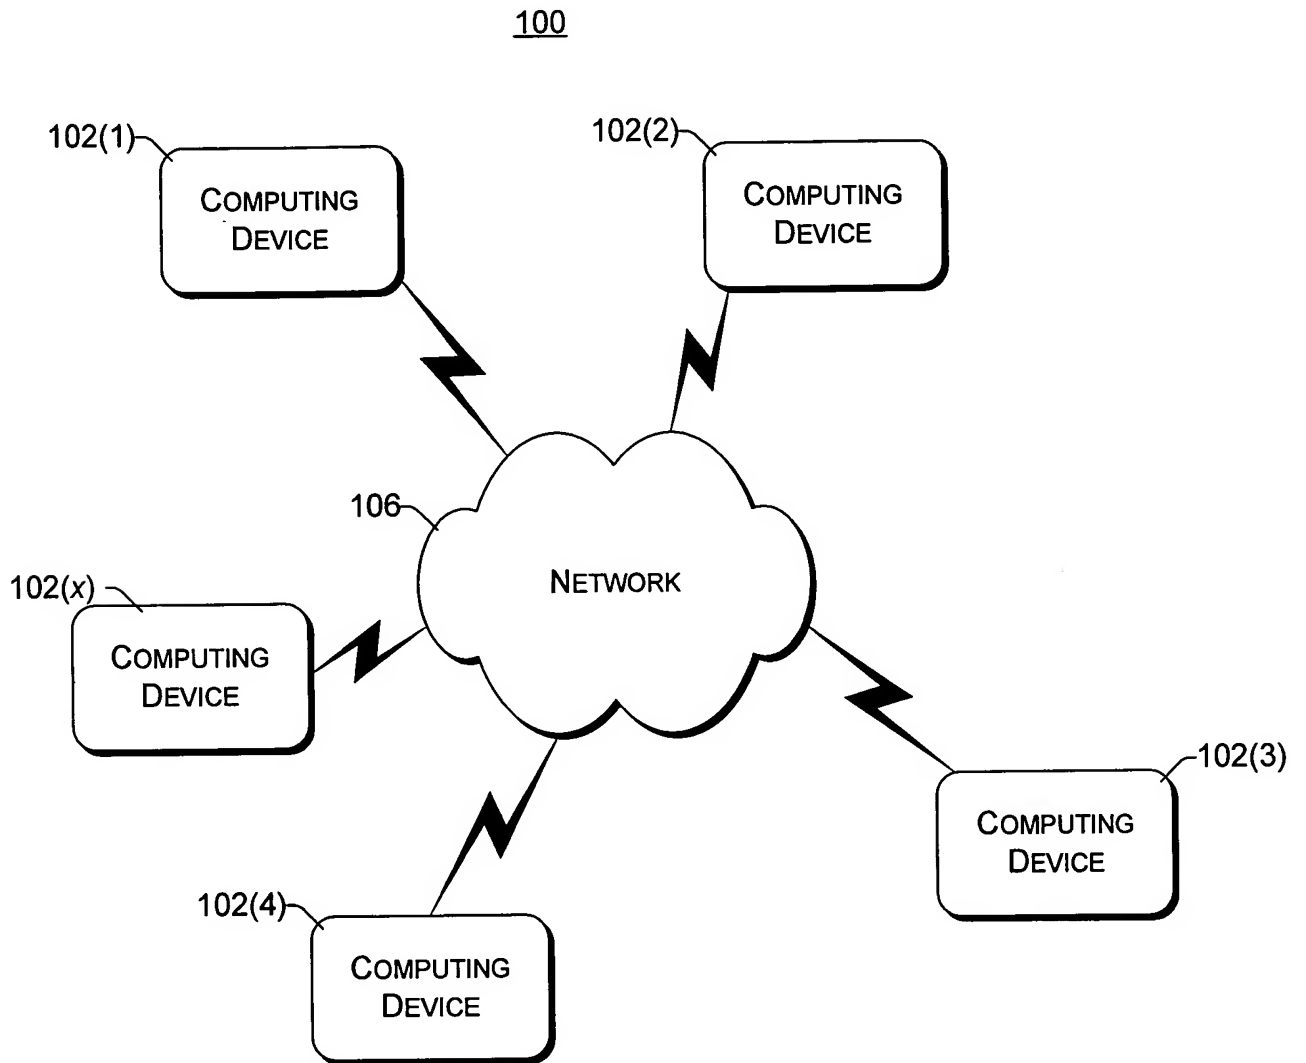 100
102(1)
COMPUTING
DEVICE
102(2)
COMPUTING
DEVICE
106
NETWORK
102(x)
COMPUTING
DEVICE
102(3)
COMPUTING
DEVICE
102(4)
COMPUTING
DEVICE